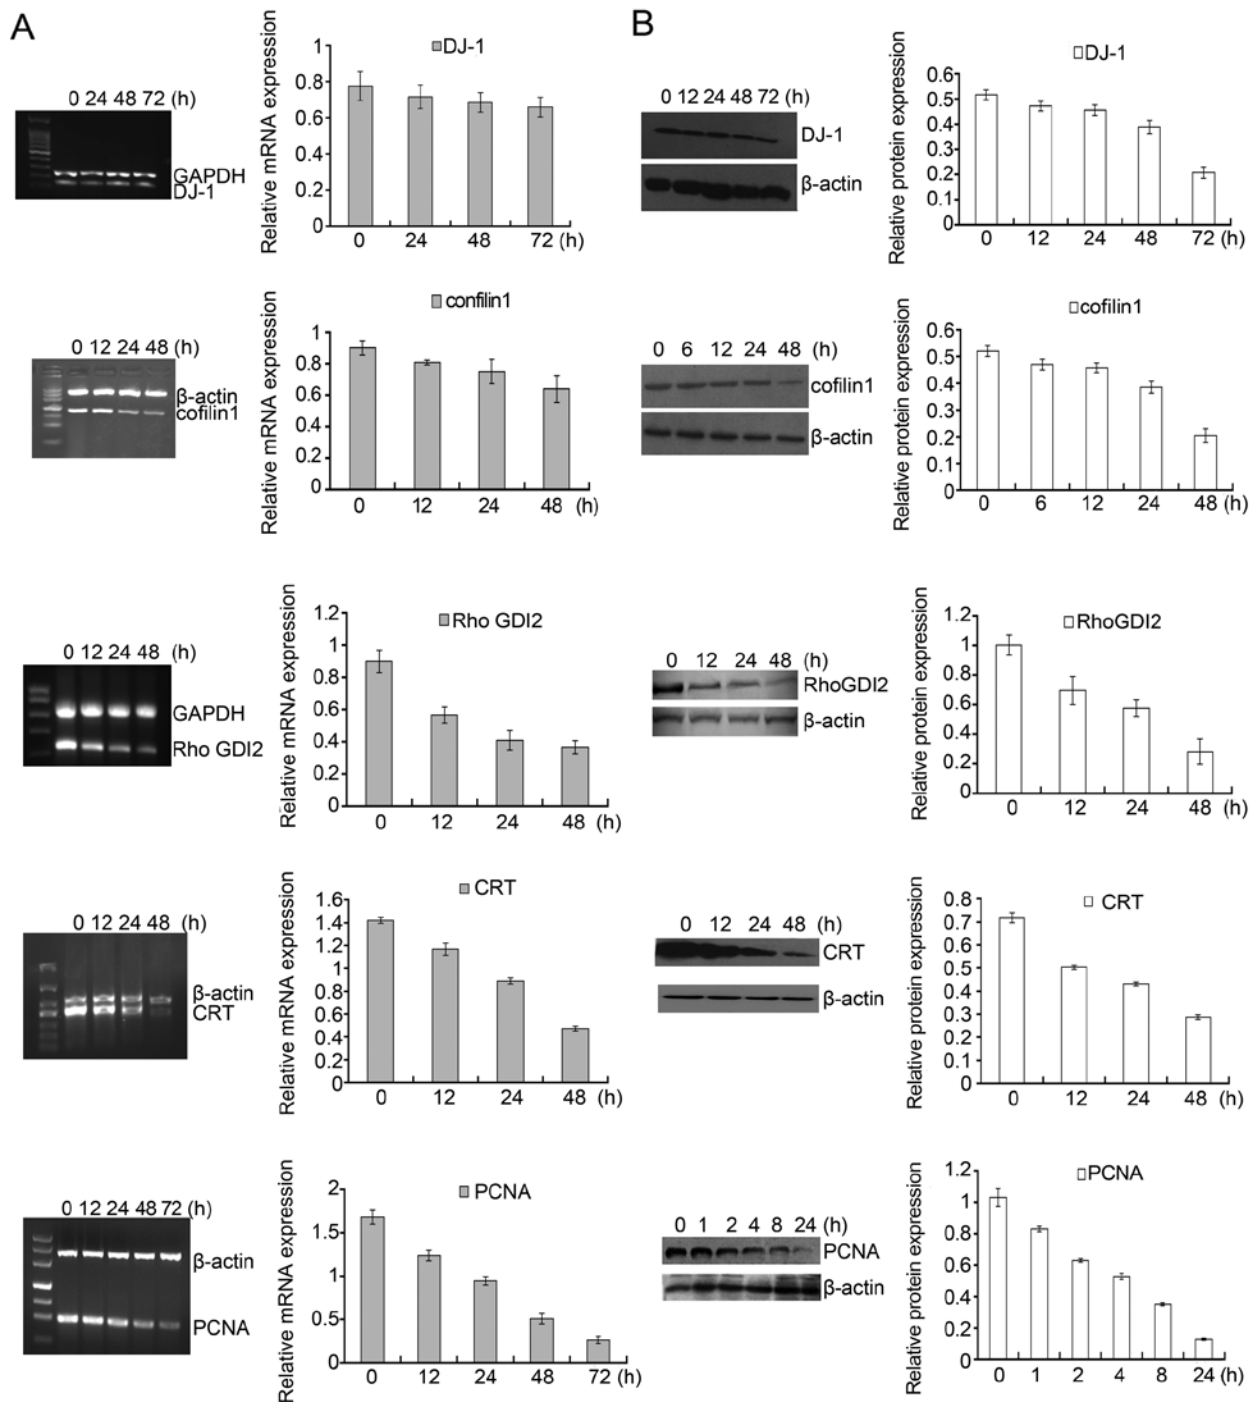 A
B
DJ-1
Relative mRNA expression
1
0.8
0.6
0.4
0.2
0
0 24 48 72 (h)
0 24 48 72 (h)
GAPDH
DJ-1
DJ-1
Relative protein expression
0.6
0.5
0.4
0.3
0.2
0.1
0
0 12 24 48 72 (h)
0 12 24 48 72 (h)
DJ-1
β-actin
confilin1
Relative mRNA expression
1
0.8
0.6
0.4
0.2
0
0 12 24 48 (h)
0 12 24 48 (h)
β-actin
cofilin1
cofilin1
Relative protein expression
0.6
0.5
0.4
0.3
0.2
0.1
0
0 6 12 24 48 (h)
0 6 12 24 48 (h)
cofilin1
β-actin
Rho GDI2
Relative mRNA expression
1.2
1
0.8
0.6
0.4
0.2
0
0 12 24 48 (h)
0 12 24 48 (h)
GAPDH
Rho GDI2
RhoGDI2
Relative protein expression
1.2
1
0.8
0.6
0.4
0.2
0
0 12 24 48 (h)
0 12 24 48 (h)
RhoGDI2
β-actin
CRT
Relative mRNA expression
1.6
1.4
1.2
1
0.8
0.6
0.4
0.2
0
0 12 24 48 (h)
0 12 24 48 (h)
β-actin
CRT
CRT
Relative protein expression
0.8
0.7
0.6
0.5
0.4
0.3
0.2
0.1
0
0 12 24 48 (h)
0 12 24 48 (h)
CRT
β-actin
PCNA
Relative mRNA expression
2
1.5
1
0.5
0
0 12 24 48 72 (h)
0 12 24 48 72 (h)
β-actin
PCNA
PCNA
Relative protein expression
1.2
1
0.8
0.6
0.4
0.2
0
0 1 2 4 8 24 (h)
0 1 2 4 8 24 (h)
PCNA
β-actin